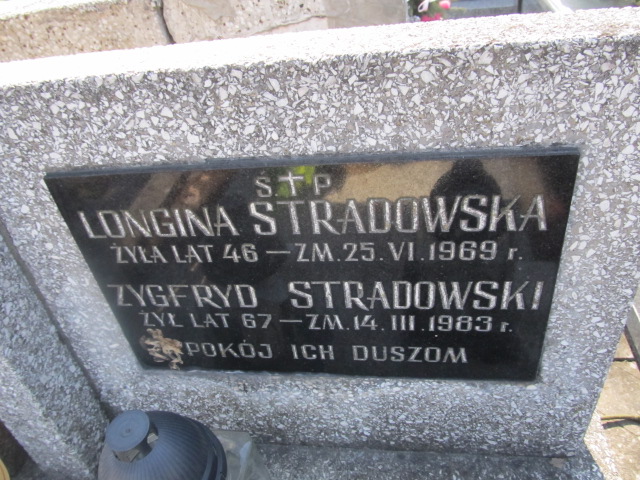 Ś † P
LONGINA STRADOWSKA
ŻYŁA LAT 46 – ZM. 25. VI. 1969 r.
ZYGFRYD STRADOWSKI
ŻYŁ LAT 67 – ZM. 14. III. 1983 r.
POKÓJ ICH DUSZOM